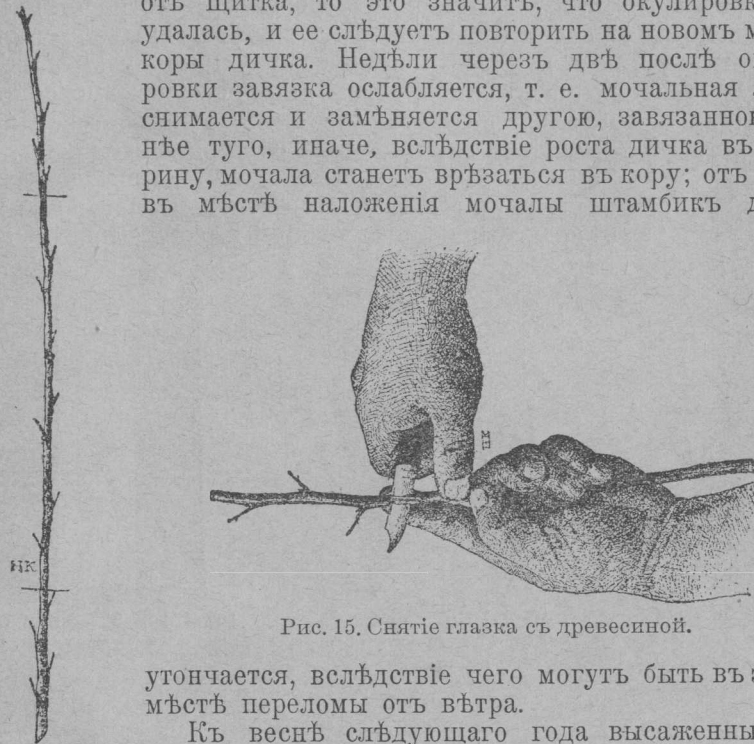 отъ щитка, то это значитъ, что окулировк
удалась, и ее слѣдуетъ повторить на новомъ м
коры дичка. Недѣли черезъ двѣ послѣ о
ровки завязка ослабляется, т. е. мочальная
снимается и замѣняется другою, завязанно
нѣе туго, иначе, вслѣдствіе роста дичка въ
рину, мочала станетъ врѣзаться въ кору; отъ
въ мѣстѣ наложенія мочалы штамбикъ д
НК
НК
Рис. 15. Снятіе глазка съ древесиной.
утончается, вслѣдствіе чего могутъ быть въ
мѣстѣ переломы отъ вѣтра.
Къ веснѣ слѣдующаго года высаженны